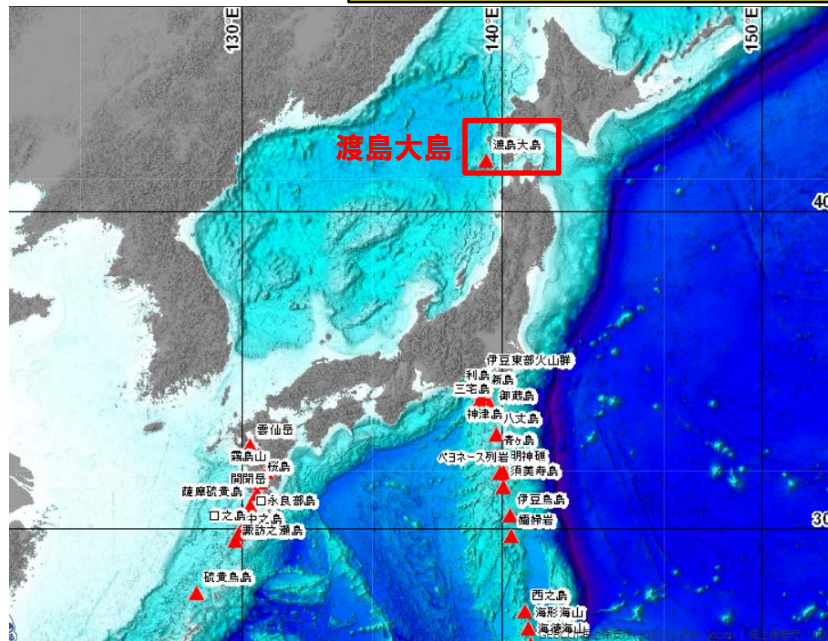 130°E
140°E
150°E
渡島大島
渡島大島
40
伊豆東部火山群
利島
新島
三宅島
御蔵島
神津島
八丈島
雲仙岳
青ヶ島
霧島山
ベヨネース列岩
明神礁
桜島
須美寿島
開聞岳
薩摩硫黄島
口永良部島
伊豆鳥島
口之島
中之島
孀婦岩
諏訪之瀬島
30
硫黄鳥島
西之島
海形海山
海徳海山